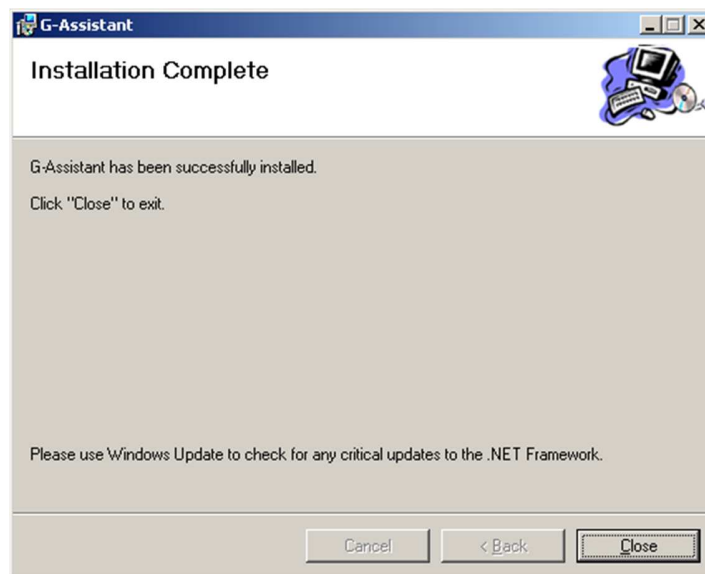 G-Assistant
Installation Complete
G-Assistant has been successfully installed.
Click "Close" to exit.
Please use Windows Update to check for any critical updates to the .NET Framework.
Cancel
< Back
Close